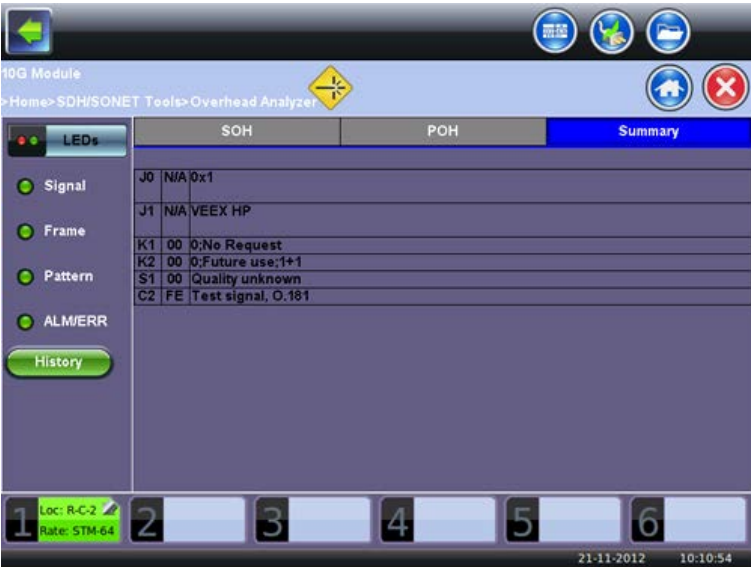 10G Module
>Home>SDH/SONET Tools>Overhead Analyzer
LEDs
SOH POH Summary
Signal
Frame
Pattern
ALM/ERR
History
J0 N/A 0x1
J1 N/A VEEX HP
K1 00 0;No Request
K2 00 0;Future use;1+1
S1 00 Quality unknown
C2 FE Test signal, O.181
1 Loc: R-C-2 2 3 4 5 6
Rate: STM-64
21-11-2012 10:10:54